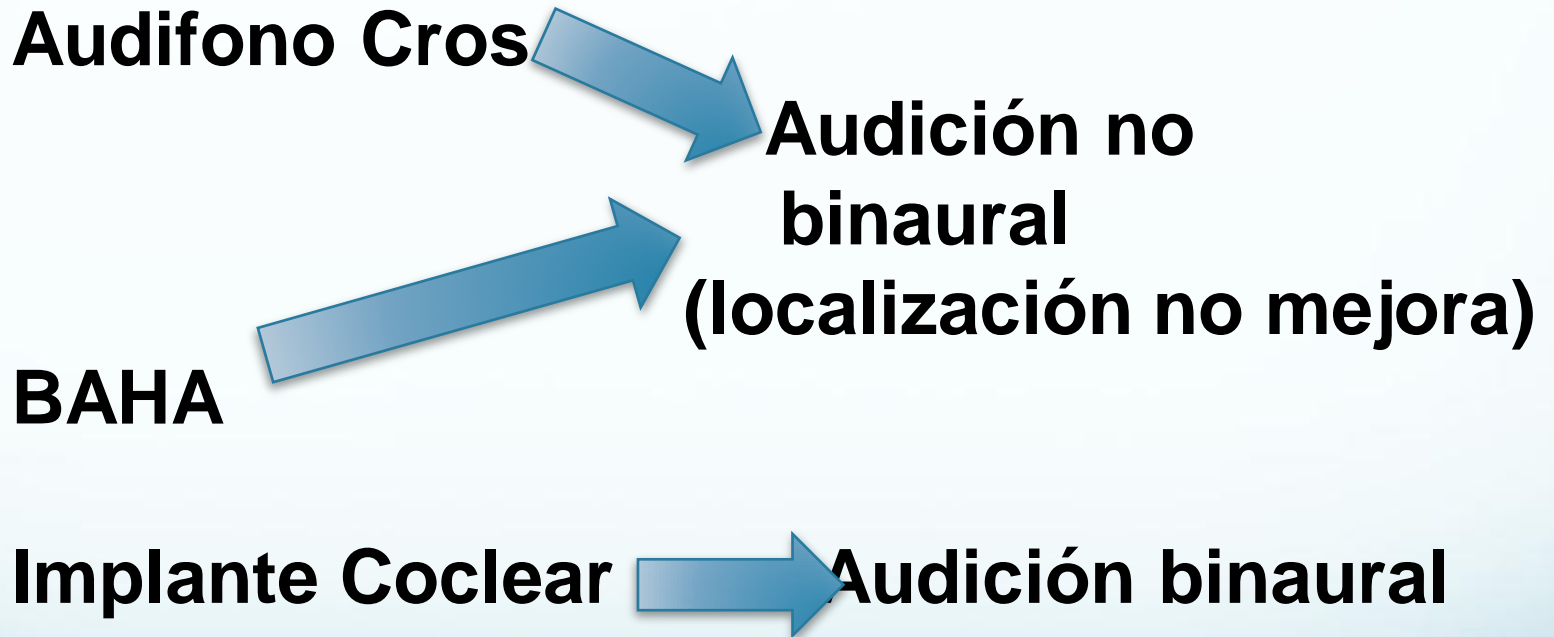 Audifono Cros
Audición no
binaural
(localización no mejora)
BAHA
Implante Coclear
Audición binaural